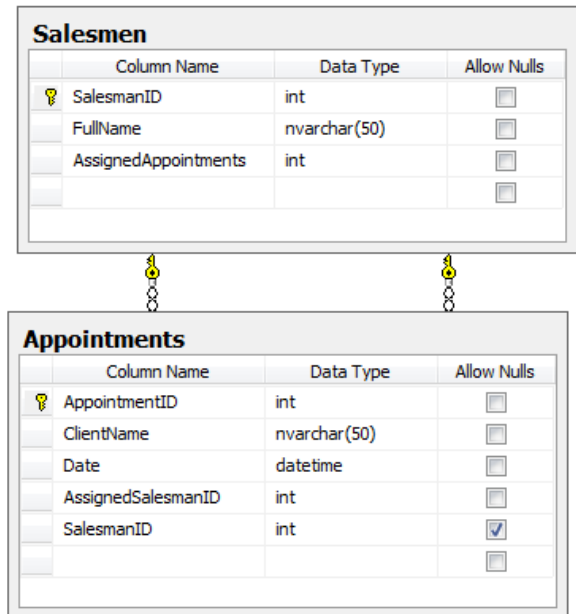 Salesmen
Column Name Data Type Allow Nulls
SalesmanID int
FullName nvarchar(50)
AssignedAppointments int
Appointments
Column Name Data Type Allow Nulls
AppointmentID int
ClientName nvarchar(50)
Date datetime
AssignedSalesmanID int
SalesmanID int